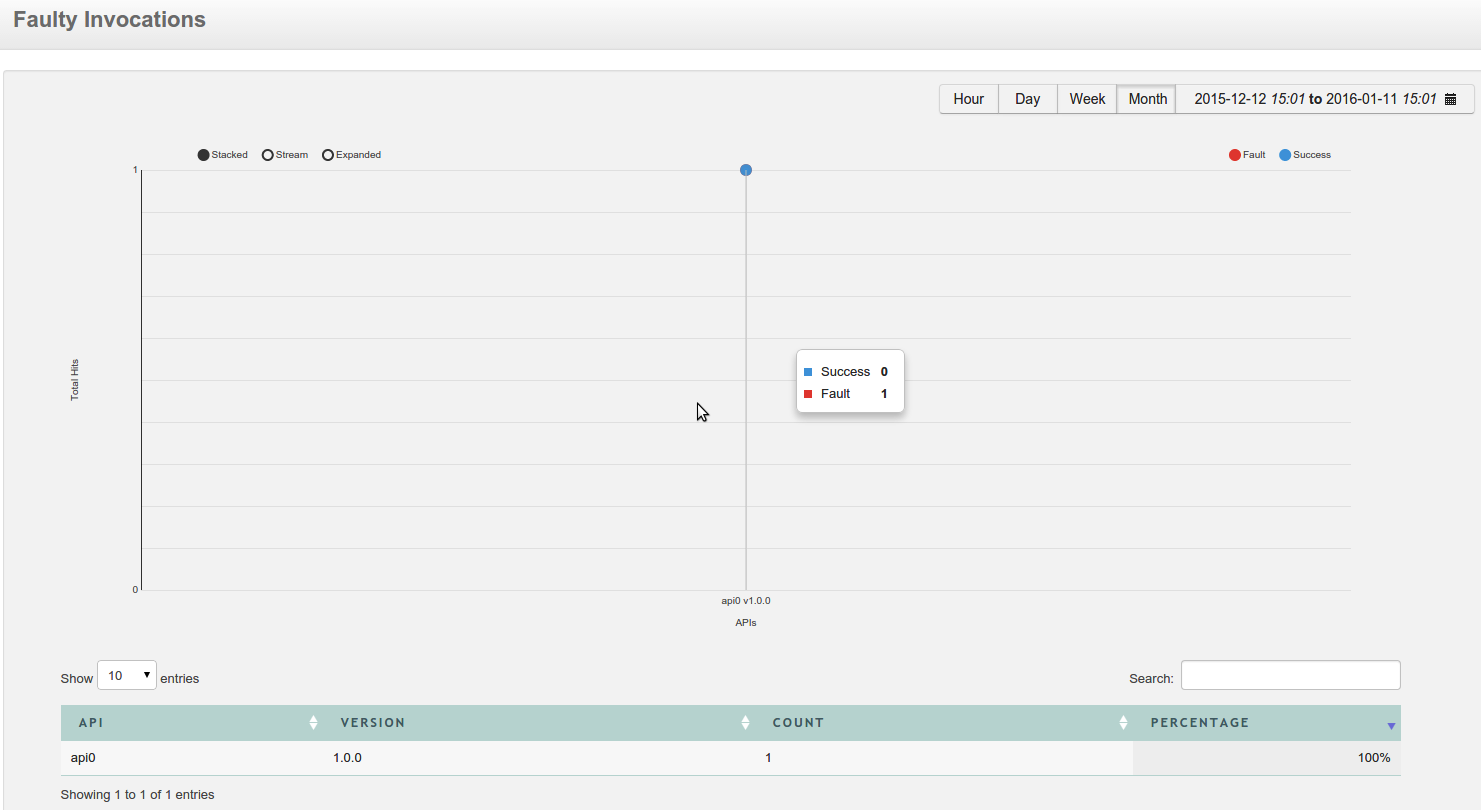 Faulty Invocations
Hour Day Week Month 2015-12-12 15:01 to 2016-01-11 15:01
Stacked Stream Expanded Fault Success
1
Total Hits
Success 0
Fault 1
0
api0 v1.0.0
APIs
Show 10 entries Search:
API VERSION COUNT PERCENTAGE
api0 1.0.0 1 100%
Showing 1 to 1 of 1 entries